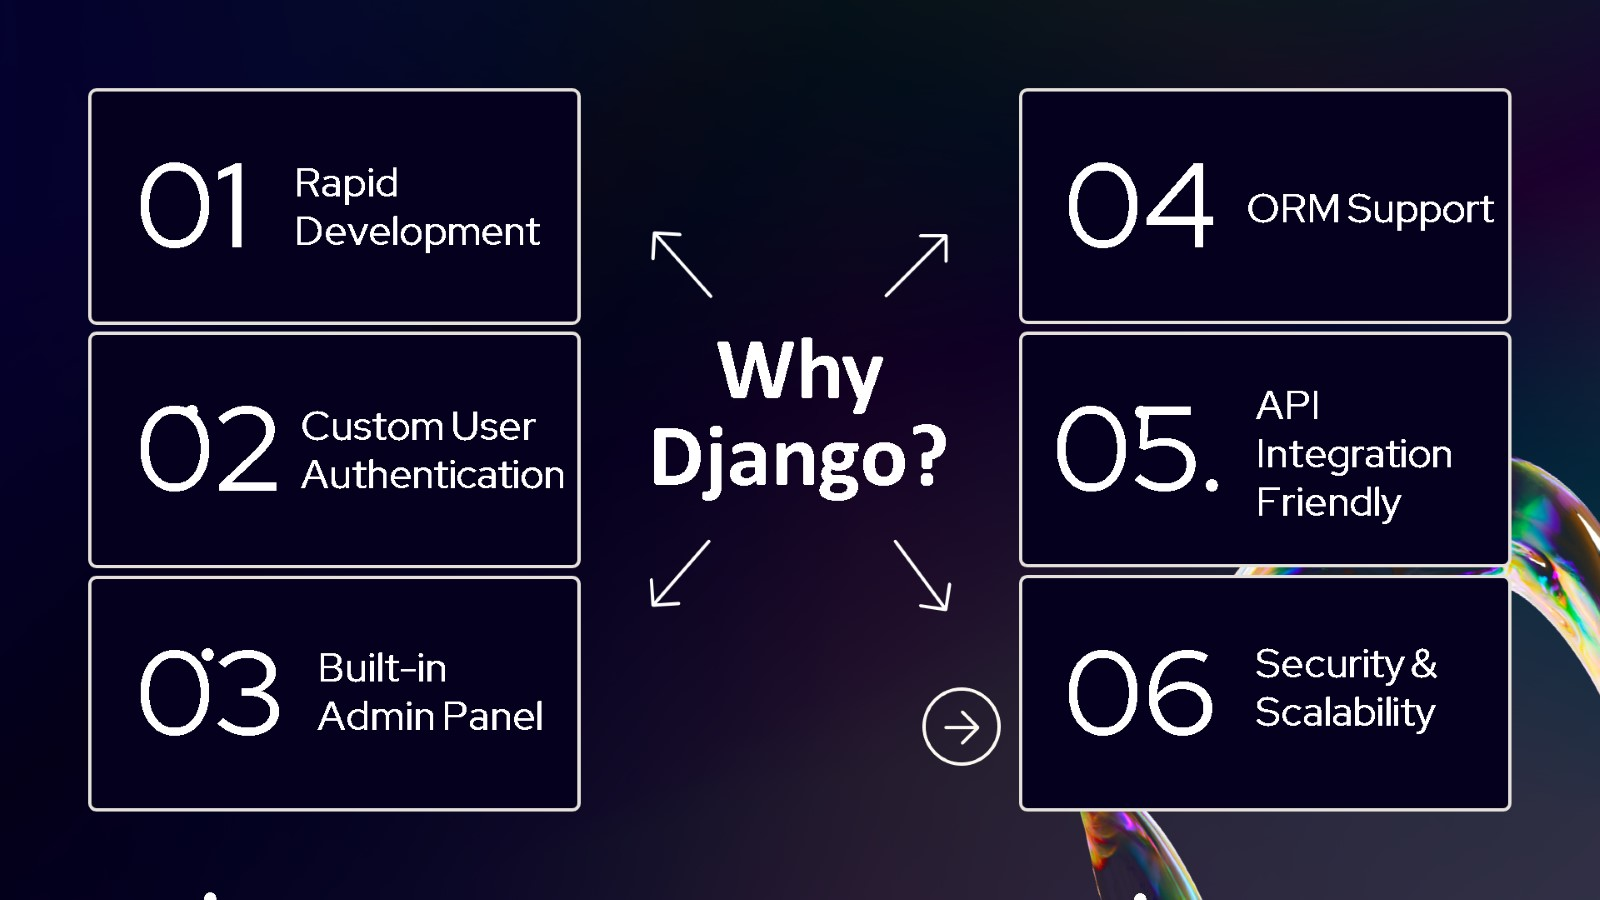 01
Rapid
Development
02
Custom User
Authentication
03
Built-in
Admin Panel
Why
Django?
04
ORM Support
05.
API
Integration
Friendly
06
Security &
Scalability